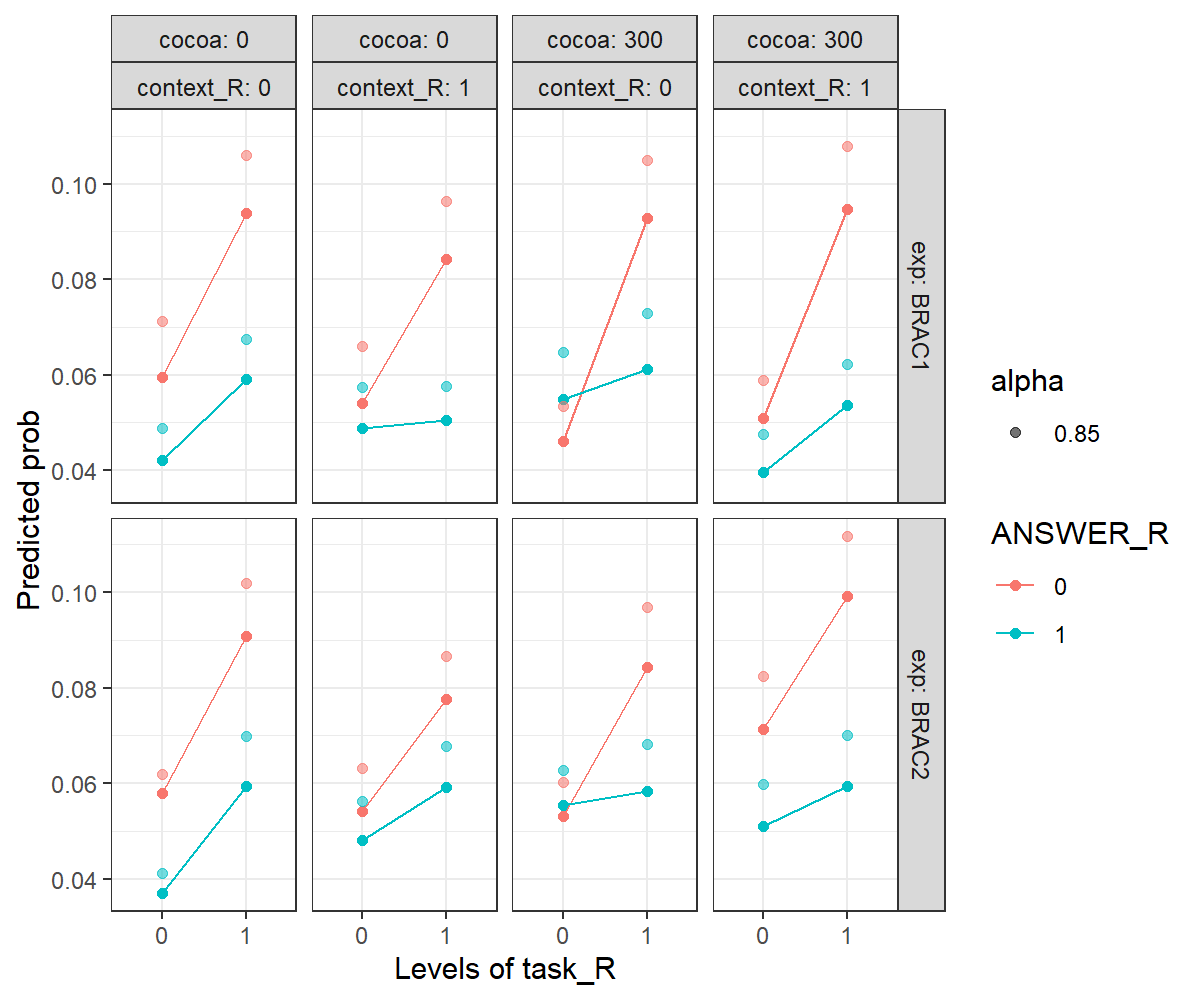 cocoa: 0
cocoa: 0
cocoa: 300
cocoa: 300
context_R: 0
context_R: 1
context_R: 0
context_R: 1
0.10
0.08
0.06
0.04
exp: BRAC1
0.10
0.08
0.06
0.04
exp: BRAC2
Predicted prob
0 1
0 1
0 1
0 1
Levels of task_R
alpha
0.85
ANSWER_R
0
1